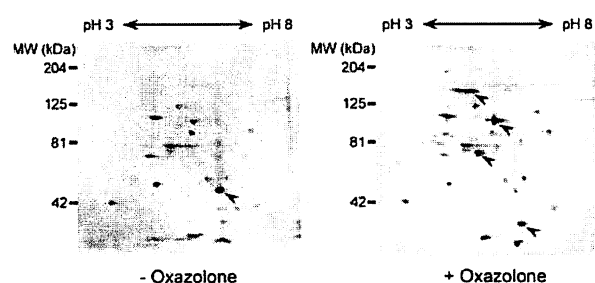 pH 3 pH 8 pH 3 pH 8
MW (kDa) MW (kDa)
204 204
125 125
81 81
42 42
- Oxazolone + Oxazolone